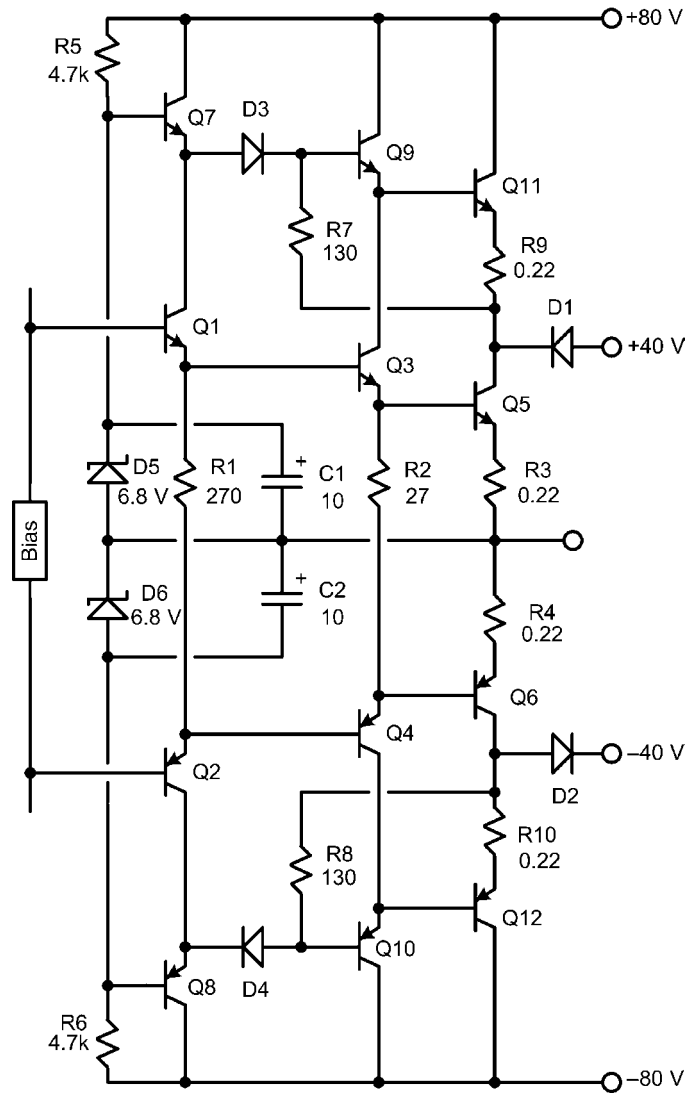 +80 V
R5
4.7k
Q7
D3
Q9
Q11
R7
130
R9
0.22
D1
Q1
+40 V
Q3
Q5
D5
6.8 V
R1
270
C1
10
+
R2
27
R3
0.22
Bias
D6
6.8 V
C2
10
+
R4
0.22
Q6
Q4
Q2
–40 V
D2
R8
130
R10
0.22
Q12
Q8
D4
Q10
R6
4.7k
–80 V